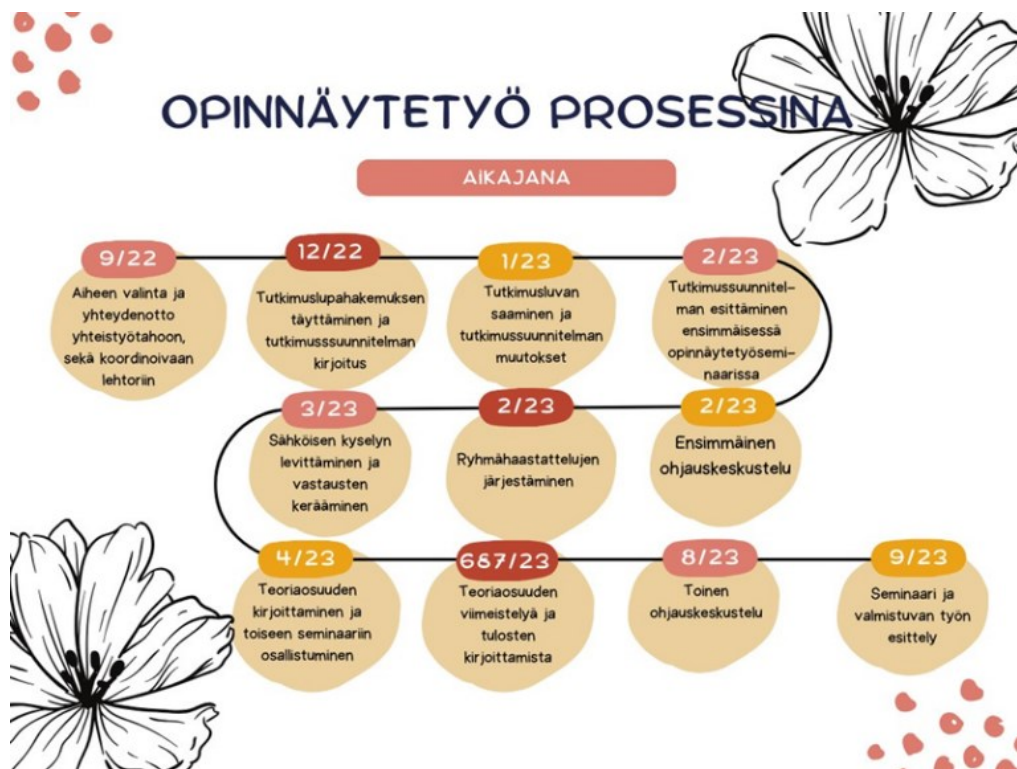 OPINNÄYTETYÖ PROSESSINA
AIKAJANA
9/22
Aiheen valinta ja
yhteydenotto
yhteistyötahoon,
sekä koordinoivaan
lehtoriin
12/22
Tutkimuslupahakemuksen
täyttäminen ja
tutkimusssuunnitelman
kirjoitus
1/23
Tutkimusluvan
saaminen ja
tutkimussuunnitelman
muutokset
2/23
Tutkimussuunnitel-
man esittäminen
ensimmäisessä
opinnäytetyösemi-
naarissa
2/23
Ensimmäinen
ohjauskeskustelu
2/23
Ryhmähaastattelujen
järjestäminen
3/23
Sähköisen kyselyn
levittäminen ja
vastausten
kerääminen
4/23
Teoriaosuuden
kirjoittaminen ja
toiseen seminaariin
osallistuminen
6&7/23
Teoriaosuuden
viimeistelyä ja
tulosten
kirjoittamista
8/23
Toinen
ohjauskeskustelu
9/23
Seminaari ja
valmistuvan työn
esittely